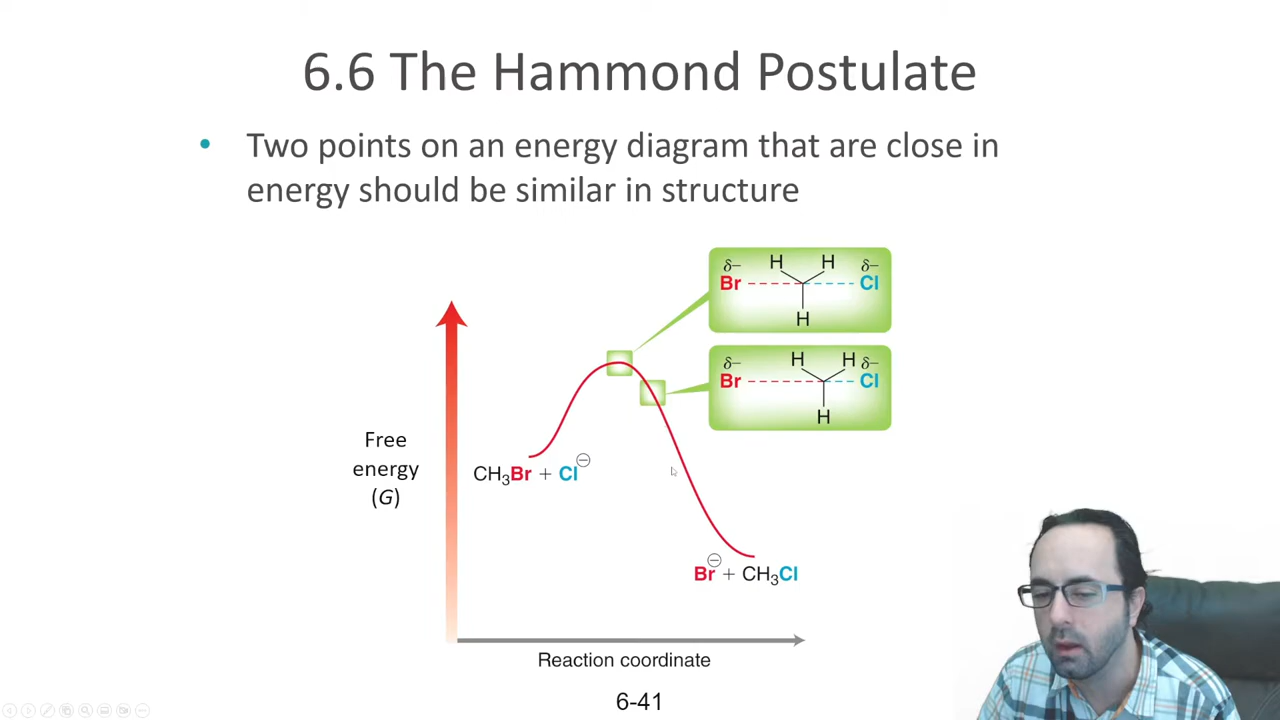 6.6 The Hammond Postulate
• Two points on an energy diagram that are close in
energy should be similar in structure
δ− H H δ−
Br Cl
H
δ− H H δ−
Br Cl
H
Free
energy
(G)
CH₃Br + Cl⊖
Br⊖ + CH₃Cl
Reaction coordinate
6-41